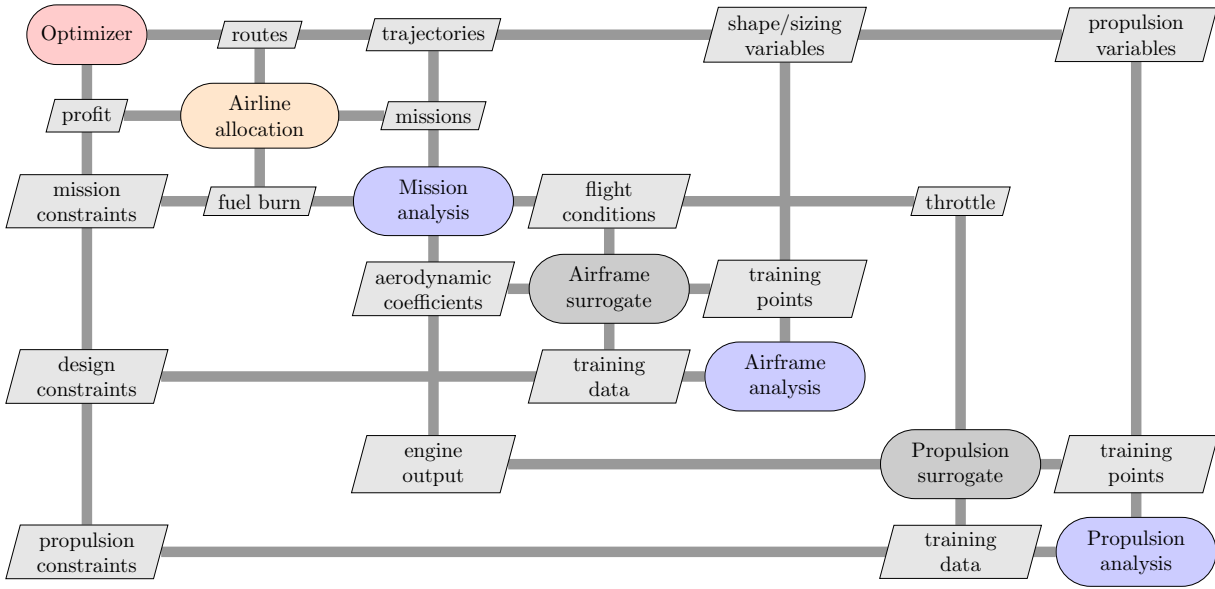 Optimizer
routes
trajectories
shape/sizing
variables
propulsion
variables
profit
Airline
allocation
missions
mission
constraints
fuel burn
Mission
analysis
flight
conditions
throttle
aerodynamic
coefficients
Airframe
surrogate
training
points
design
constraints
training
data
Airframe
analysis
engine
output
Propulsion
surrogate
training
points
propulsion
constraints
training
data
Propulsion
analysis